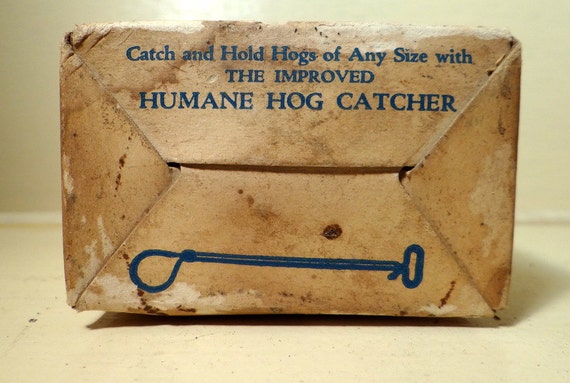 Catch and Hold Hogs of Any Size with
THE IMPROVED
HUMANE HOG CATCHER